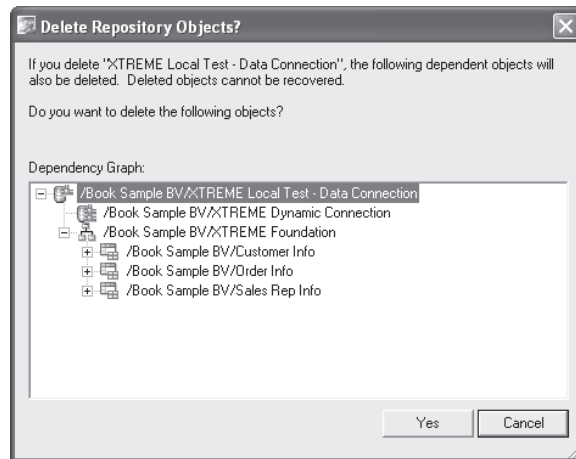 Delete Repository Objects?
If you delete "XTREME Local Test - Data Connection", the following dependent objects will
also be deleted. Deleted objects cannot be recovered.
Do you want to delete the following objects?
Dependency Graph:
/Book Sample BV/XTREME Local Test - Data Connection
/Book Sample BV/XTREME Dynamic Connection
/Book Sample BV/XTREME Foundation
/Book Sample BV/Customer Info
/Book Sample BV/Order Info
/Book Sample BV/Sales Rep Info
Yes
Cancel